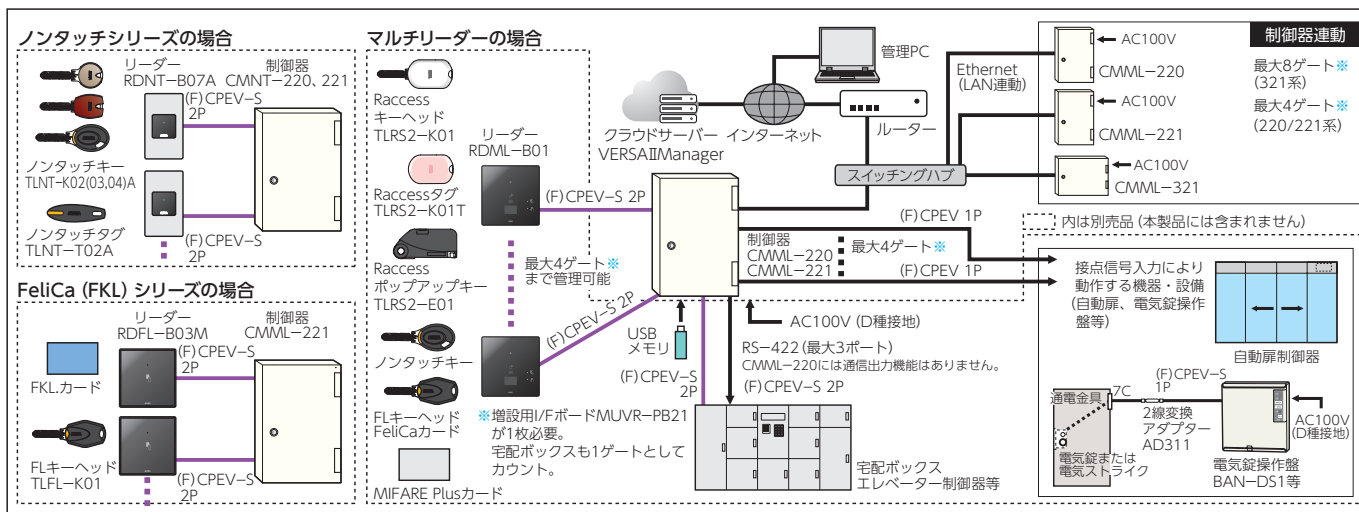 ノンタッチシリーズの場合
リーダー
RDNT−B07A
制御器
CMNT−220、221
(F)CPEV−S
2P
ノンタッチキー
TLNT−K02(03,04)A
ノンタッチタグ
TLNT−T02A
(F)CPEV−S
2P
FeliCa（FKL）シリーズの場合
リーダー
RDFL−B03M
制御器
CMML−221
(F)CPEV−S
2P
FKLカード
FLキーヘッド
TLFL−K01
(F)CPEV−S
2P
マルチリーダーの場合
Raccess
キーヘッド
TLRS2−K01
Raccessタグ
TLRS2−K01T
Raccess
ポップアップキー
TLRS2−E01
ノンタッチキー
FLキーヘッド
FeliCaカード
MIFARE Plusカード
リーダー
RDML−B01
(F)CPEV−S 2P
最大4ゲート※
まで管理可能
(F)CPEV−S 2P
※増設用I/FボードMUVR−PB21
が1枚必要。
宅配ボックスも1ゲートとして
カウント。
クラウドサーバー
VERSAⅡManager
インターネット
管理PC
ルーター
スイッチングハブ
Ethernet
(LAN連動)
制御器
CMML−220
CMML−221
(F)CPEV 1P
最大4ゲート※
(F)CPEV 1P
USB
メモリ
AC100V（D種接地）
RS−422（最大3ポート）
CMML−220には通信出力機能はありません。
(F)CPEV−S
2P
(F)CPEV−S 2P
宅配ボックス
エレベーター制御器等
制御器連動
AC100V
CMML−220
AC100V
CMML−221
AC100V
CMML−321
最大8ゲート※
(321系)
最大4ゲート※
(220/221系)
内は別売品（本製品には含まれません）
接点信号入力により
動作する機器・設備
(自動扉、電気錠操作
盤等)
自動扉制御器
通電金具
7C
(F)CPEV−S
1P
2線変換
アダプター
AD311
AC100V
(D種接地)
電気錠または
電気ストライク
電気錠操作盤
BAN−DS1等